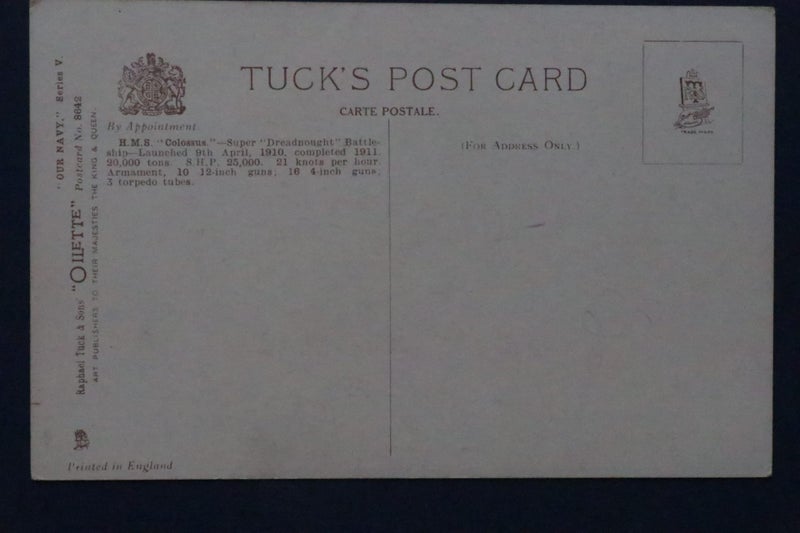 TUCK'S POST CARD
CARTE POSTALE.
By Appointment
(FOR ADDRESS ONLY.)
H.M.S. "Colossus."—Super "Dreadnought" Battle-
ship—Launched 9th April, 1910, completed 1911.
20,000 tons. S.H.P. 25,000. 21 knots per hour.
Armament, 10 12-inch guns; 16 4-inch guns;
3 torpedo tubes.
TRADE MARK
"OUR NAVY." Series V.
Raphael Tuck & Sons "OILETTE" Postcard No. 8642
ART PUBLISHERS TO THEIR MAJESTIES THE KING & QUEEN.
Printed in England